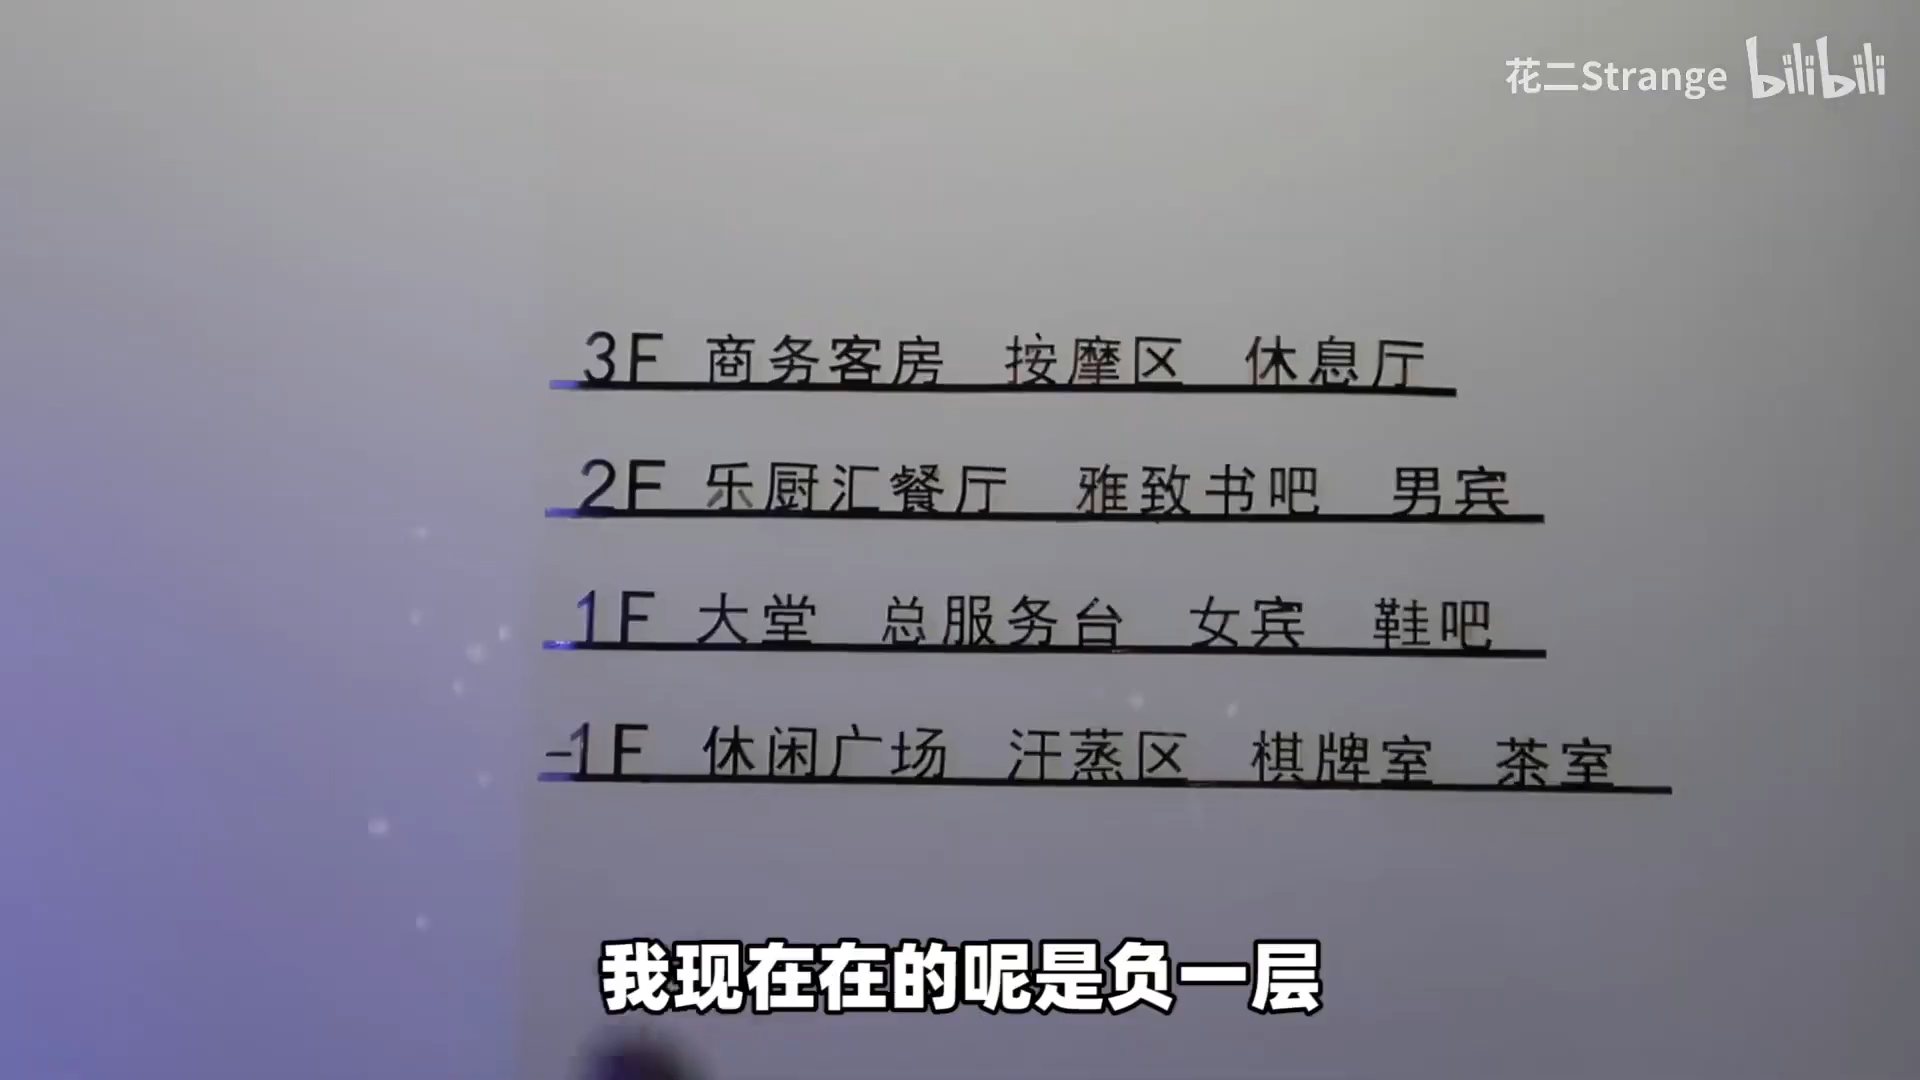 花二Strange bilibili
3F 商务客房 按摩区 休息厅
2F 乐厨汇餐厅 雅致书吧 男宾
1F 大堂 总服务台 女宾 鞋吧
-1F 休闲广场 汗蒸区 棋牌室 茶室
我现在在的呢是负一层